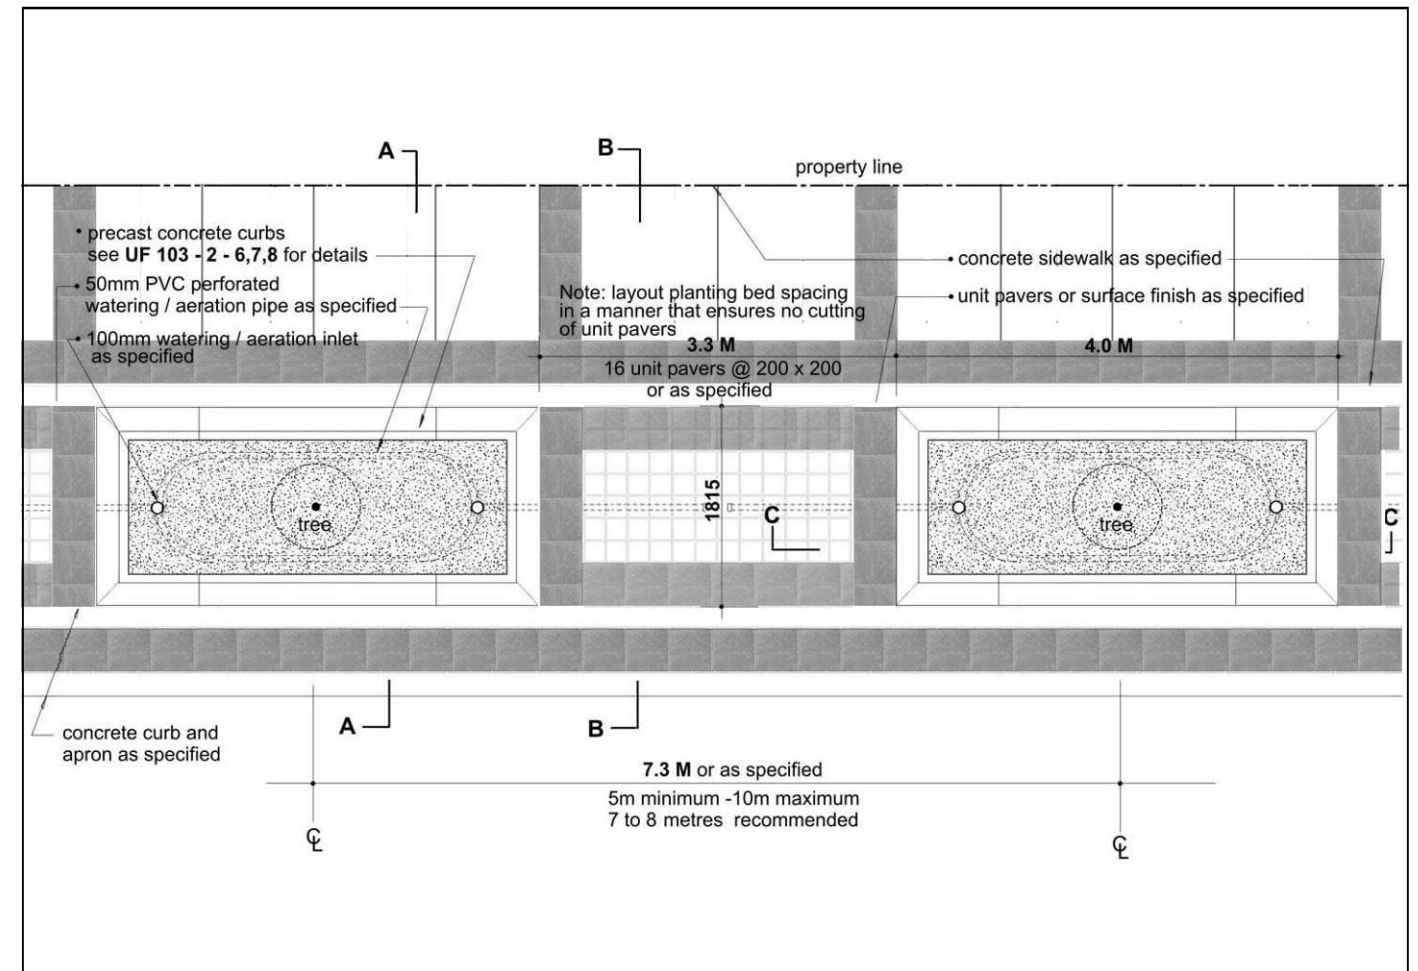 A
B
property line
• precast concrete curbs
see UF 103 - 2 - 6,7,8 for details
• 50mm PVC perforated
watering / aeration pipe as specified
• 100mm watering / aeration inlet
as specified
• concrete sidewalk as specified
• unit pavers or surface finish as specified
Note: layout planting bed spacing
in a manner that ensures no cutting
of unit pavers
3.3 M
4.0 M
16 unit pavers @ 200 x 200
or as specified
1815
C
C
tree
tree
A
B
concrete curb and
apron as specified
7.3 M or as specified
5m minimum -10m maximum
7 to 8 metres recommended
℄
℄